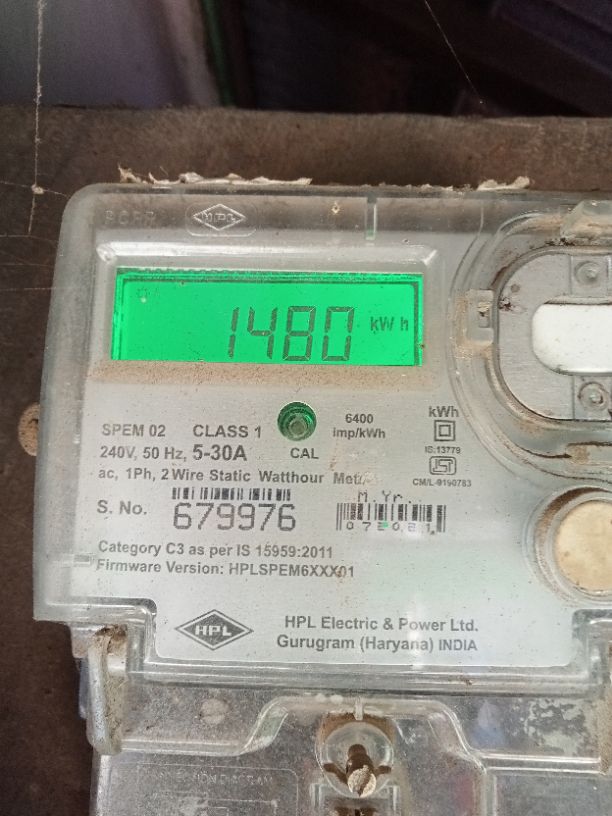 HPL
1480 kWh
SPEM 02 CLASS 1
6400
imp/kWh
kWh
240V, 50 Hz, 5-30A
CAL
IS:13779
ac, 1Ph, 2 Wire Static Watthour
CM/L-9190783
M. Yr.
S. No. 679976
Category C3 as per IS 15959:2011
Firmware Version: HPLSPEM6XXX01
HPL
HPL Electric & Power Ltd.
Gurugram (Haryana) INDIA